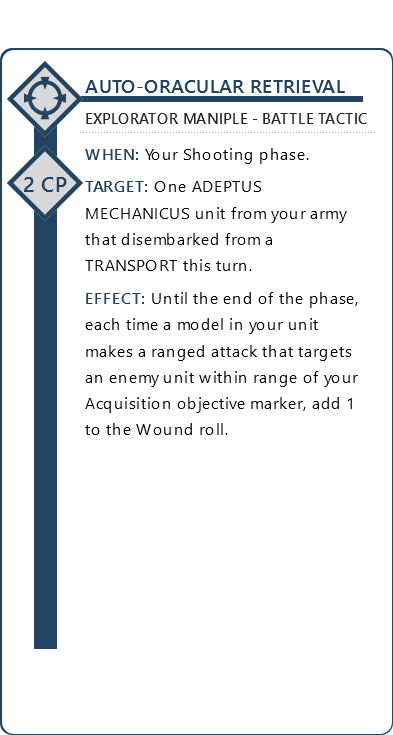 AUTO-ORACULAR RETRIEVAL
EXPLORATOR MANIPLE - BATTLE TACTIC
WHEN: Your Shooting phase.
2 CP
TARGET: One ADEPTUS
MECHANICUS unit from your army
that disembarked from a
TRANSPORT this turn.
EFFECT: Until the end of the phase,
each time a model in your unit
makes a ranged attack that targets
an enemy unit within range of your
Acquisition objective marker, add 1
to the Wound roll.